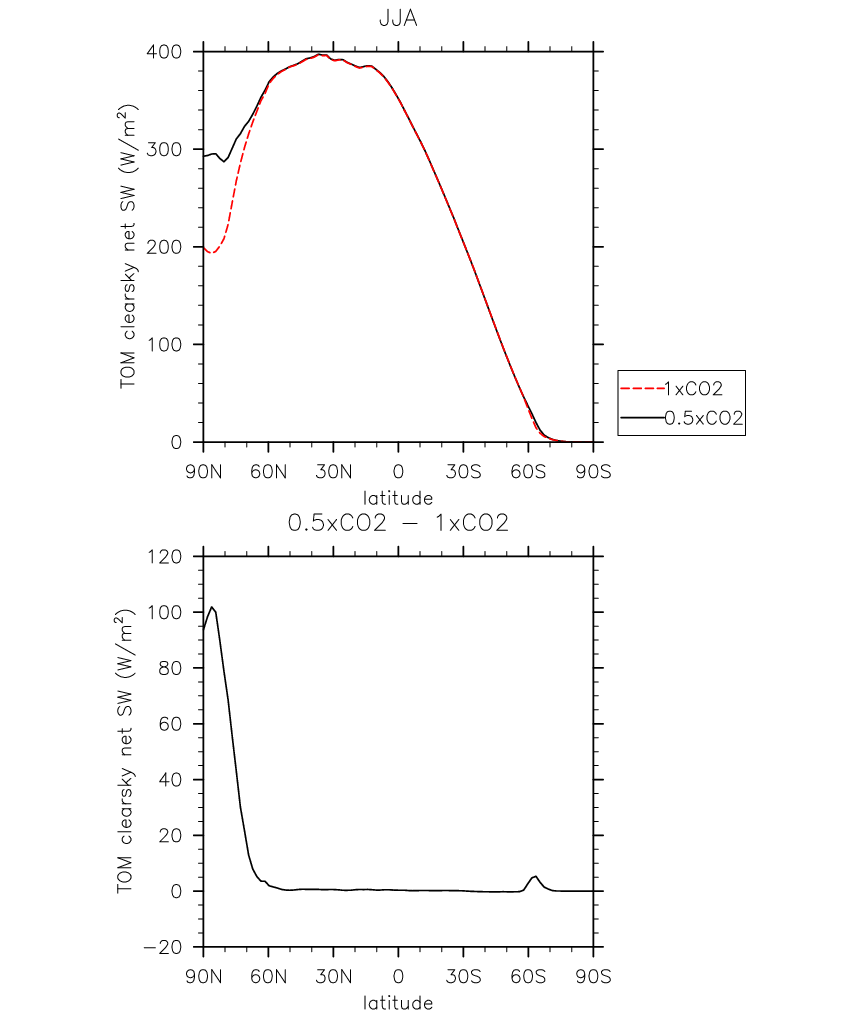 JJA
TOM clearsky net SW (W/m²)
400
300
200
100
0
90N 60N 30N 0 30S 60S 90S
latitude
1xCO2
0.5xCO2
0.5xCO2 − 1xCO2
TOM clearsky net SW (W/m²)
120
100
80
60
40
20
0
−20
90N 60N 30N 0 30S 60S 90S
latitude